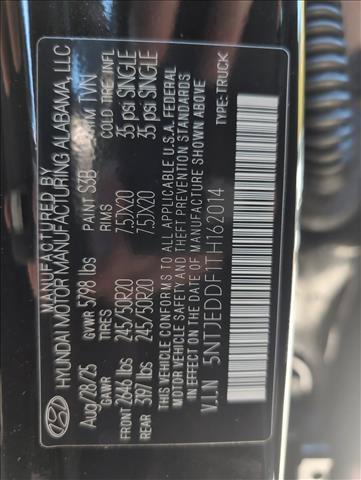 MANUFACTURED BY
HYUNDAI MOTOR MANUFACTURING ALABAMA, LLC
Aug/28/25 GVWR 5798 lbs PAINT S3B TRIM TVN
TIRES RIMS COLD TIRE INFL
FRONT 2646 lbs 245/50R20 7.5JX20 35 psi SINGLE
REAR 3197 lbs 245/50R20 7.5JX20 35 psi SINGLE
THIS VEHICLE CONFORMS TO ALL APPLICABLE U.S.A. FEDERAL
MOTOR VEHICLE SAFETY AND BUMPER STANDARDS
IN EFFECT ON THE DATE OF MANUFACTURE SHOWN ABOVE
V.I.N 5NTJEDDF1TH162014 TYPE:TRUCK